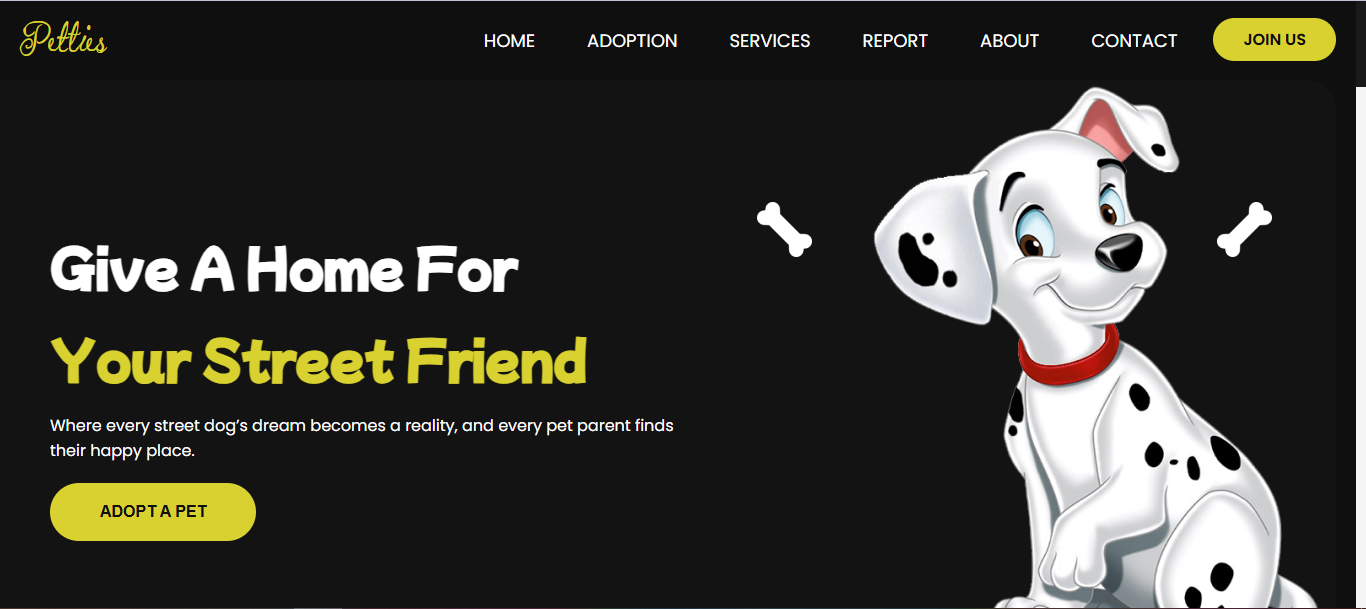 Petties
HOME ADOPTION SERVICES REPORT ABOUT CONTACT JOIN US
Give A Home For
Your Street Friend
Where every street dog’s dream becomes a reality, and every pet parent finds
their happy place.
ADOPT A PET